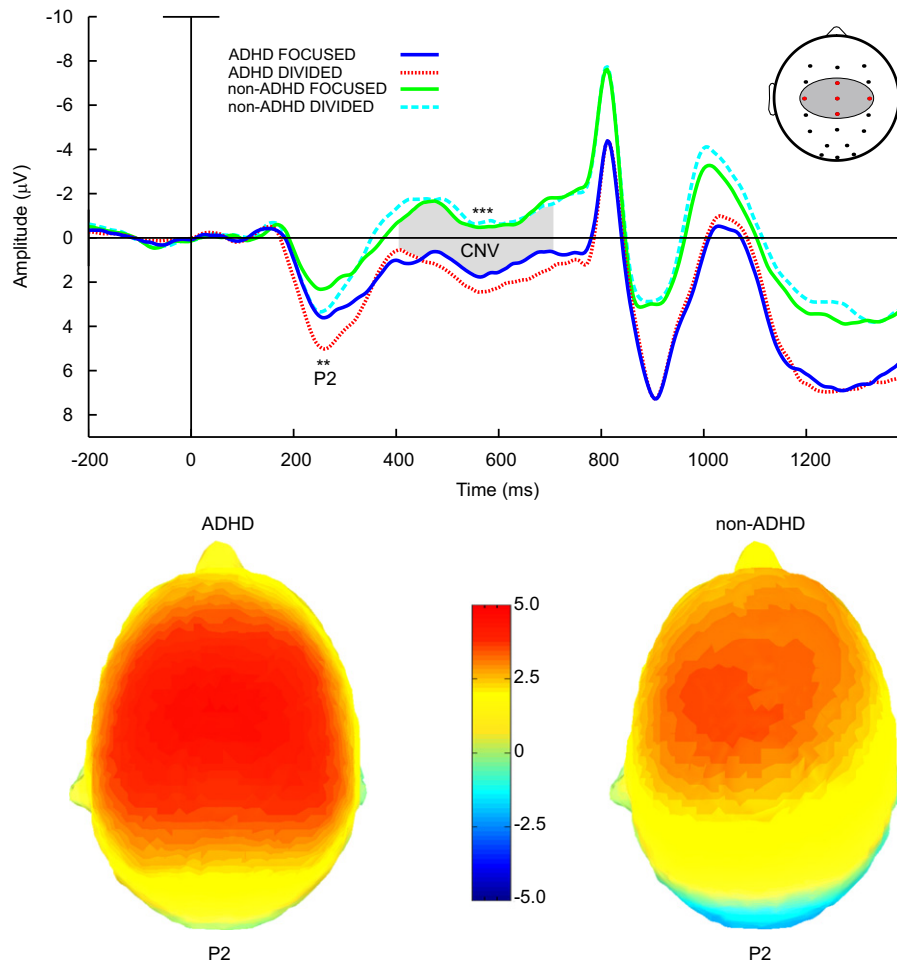 -10
-8
-6
-4
-2
0
2
4
6
8
Amplitude (μV)
ADHD FOCUSED
ADHD DIVIDED
non-ADHD FOCUSED
non-ADHD DIVIDED
***
CNV
**
P2
-200 0 200 400 600 800 1000 1200
Time (ms)
ADHD non-ADHD
5.0
2.5
0
-2.5
-5.0
P2 P2